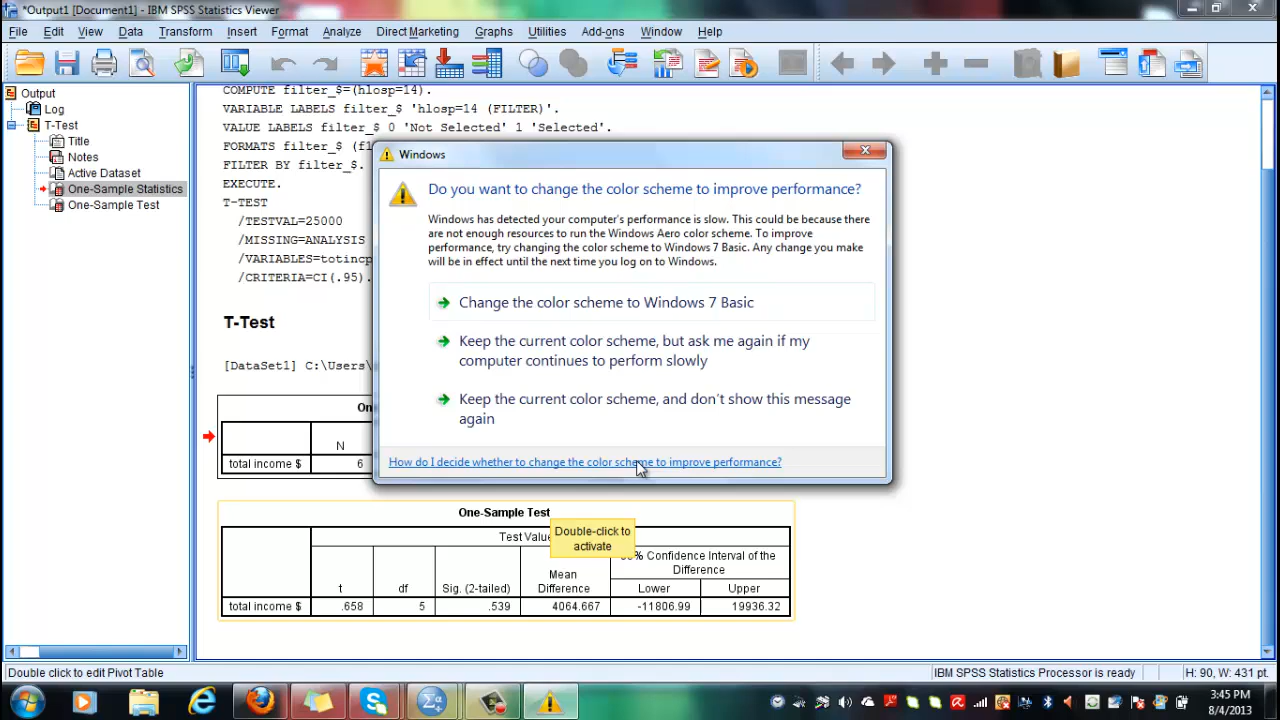 *Output1 [Document1] - IBM SPSS Statistics Viewer
File Edit View Data Transform Insert Format Analyze Direct Marketing Graphs Utilities Add-ons Window Help
Output
Log
T-Test
Title
Notes
Active Dataset
One-Sample Statistics
One-Sample Test
COMPUTE filter_$=(hlosp=14).
VARIABLE LABELS filter_$ 'hlosp=14 (FILTER)'.
VALUE LABELS filter_$ 0 'Not Selected' 1 'Selected'.
FORMATS filter_$ (f1
FILTER BY filter_$.
EXECUTE.
T-TEST
/TESTVAL=25000
/MISSING=ANALYSIS
/VARIABLES=totincp
/CRITERIA=CI(.95).
T-Test
[DataSet1] C:\Users\
On
N
total income $ 6
Windows
Do you want to change the color scheme to improve performance?
Windows has detected your computer's performance is slow. This could be because there
are not enough resources to run the Windows Aero color scheme. To improve
performance, try changing the color scheme to Windows 7 Basic. Any change you make
will be in effect until the next time you log on to Windows.
Change the color scheme to Windows 7 Basic
Keep the current color scheme, but ask me again if my
computer continues to perform slowly
Keep the current color scheme, and don't show this message
again
How do I decide whether to change the color scheme to improve performance?
One-Sample Test
Test Value
Double-click to
activate
% Confidence Interval of the
Difference
t df Sig. (2-tailed) Mean
Difference Lower Upper
total income $ .658 5 .539 4064.667 -11806.99 19936.32
Double click to edit Pivot Table
IBM SPSS Statistics Processor is ready
H: 90, W: 431 pt.
3:45 PM
8/4/2013